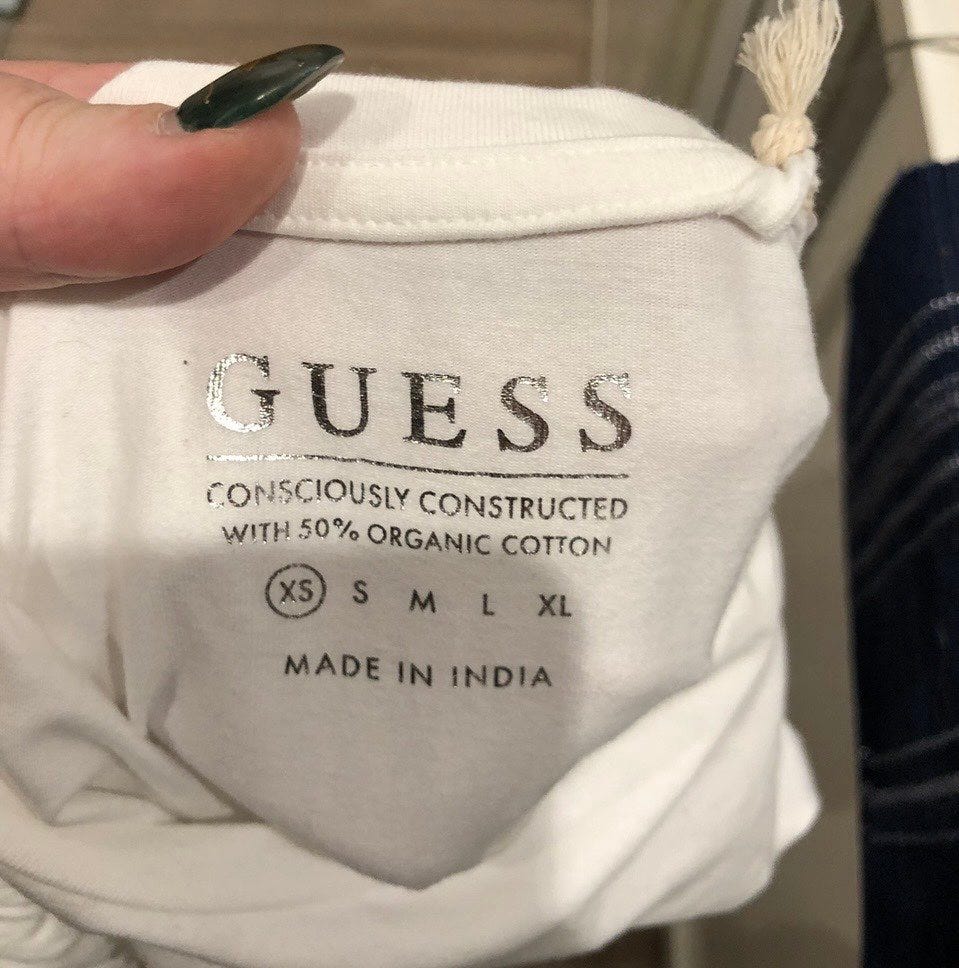 GUESS
CONSCIOUSLY CONSTRUCTED
WITH 50% ORGANIC COTTON
XS S M L XL
MADE IN INDIA